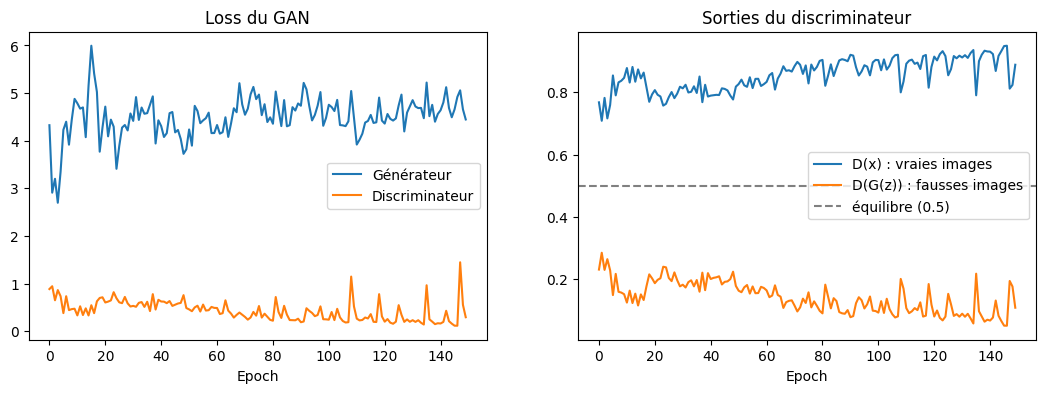 Loss du GAN
6
5
4
3
2
1
0
Générateur
Discriminateur
0 20 40 60 80 100 120 140
Epoch
Sorties du discriminateur
0.8
0.6
0.4
0.2
D(x) : vraies images
D(G(z)) : fausses images
équilibre (0.5)
0 20 40 60 80 100 120 140
Epoch